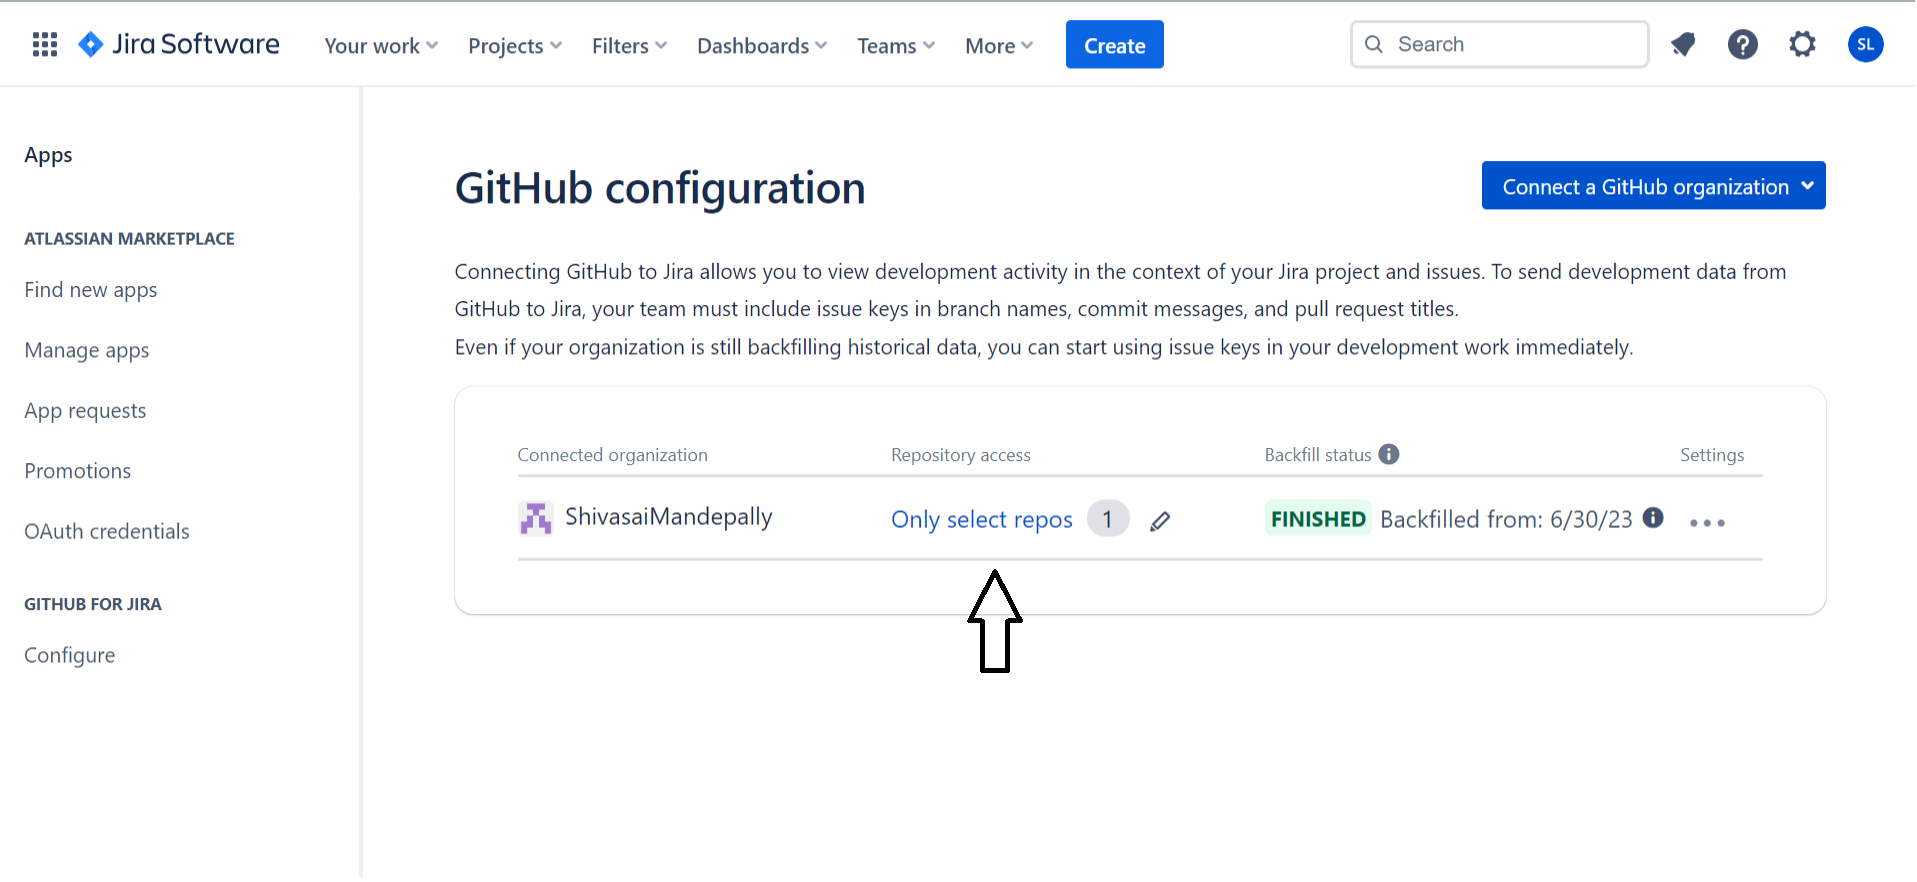 Jira Software Your work Projects Filters Dashboards Teams More Create Search SL
Apps
ATLASSIAN MARKETPLACE
Find new apps
Manage apps
App requests
Promotions
OAuth credentials
GITHUB FOR JIRA
Configure
GitHub configuration
Connect a GitHub organization
Connecting GitHub to Jira allows you to view development activity in the context of your Jira project and issues. To send development data from
GitHub to Jira, your team must include issue keys in branch names, commit messages, and pull request titles.
Even if your organization is still backfilling historical data, you can start using issue keys in your development work immediately.
Connected organization Repository access Backfill status Settings
ShivasaiMandepally Only select repos 1 FINISHED Backfilled from: 6/30/23